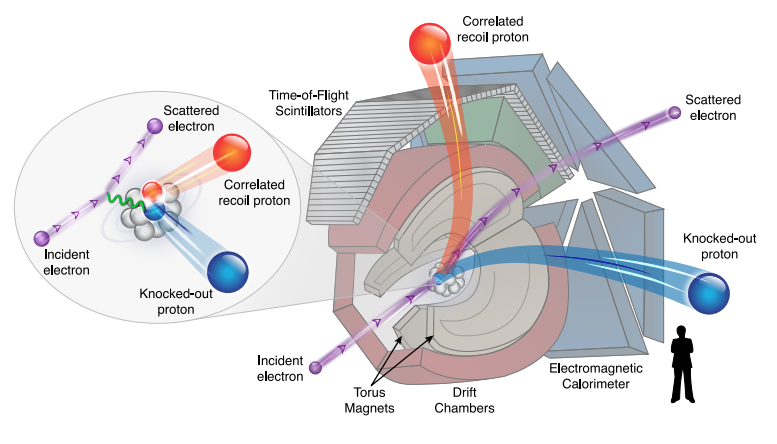 Scattered
electron
Correlated
recoil proton
Incident
electron
Knocked-out
proton
Time-of-Flight
Scintillators
Correlated
recoil proton
Scattered
electron
Knocked-out
proton
Incident
electron
Torus
Magnets
Drift
Chambers
Electromagnetic
Calorimeter